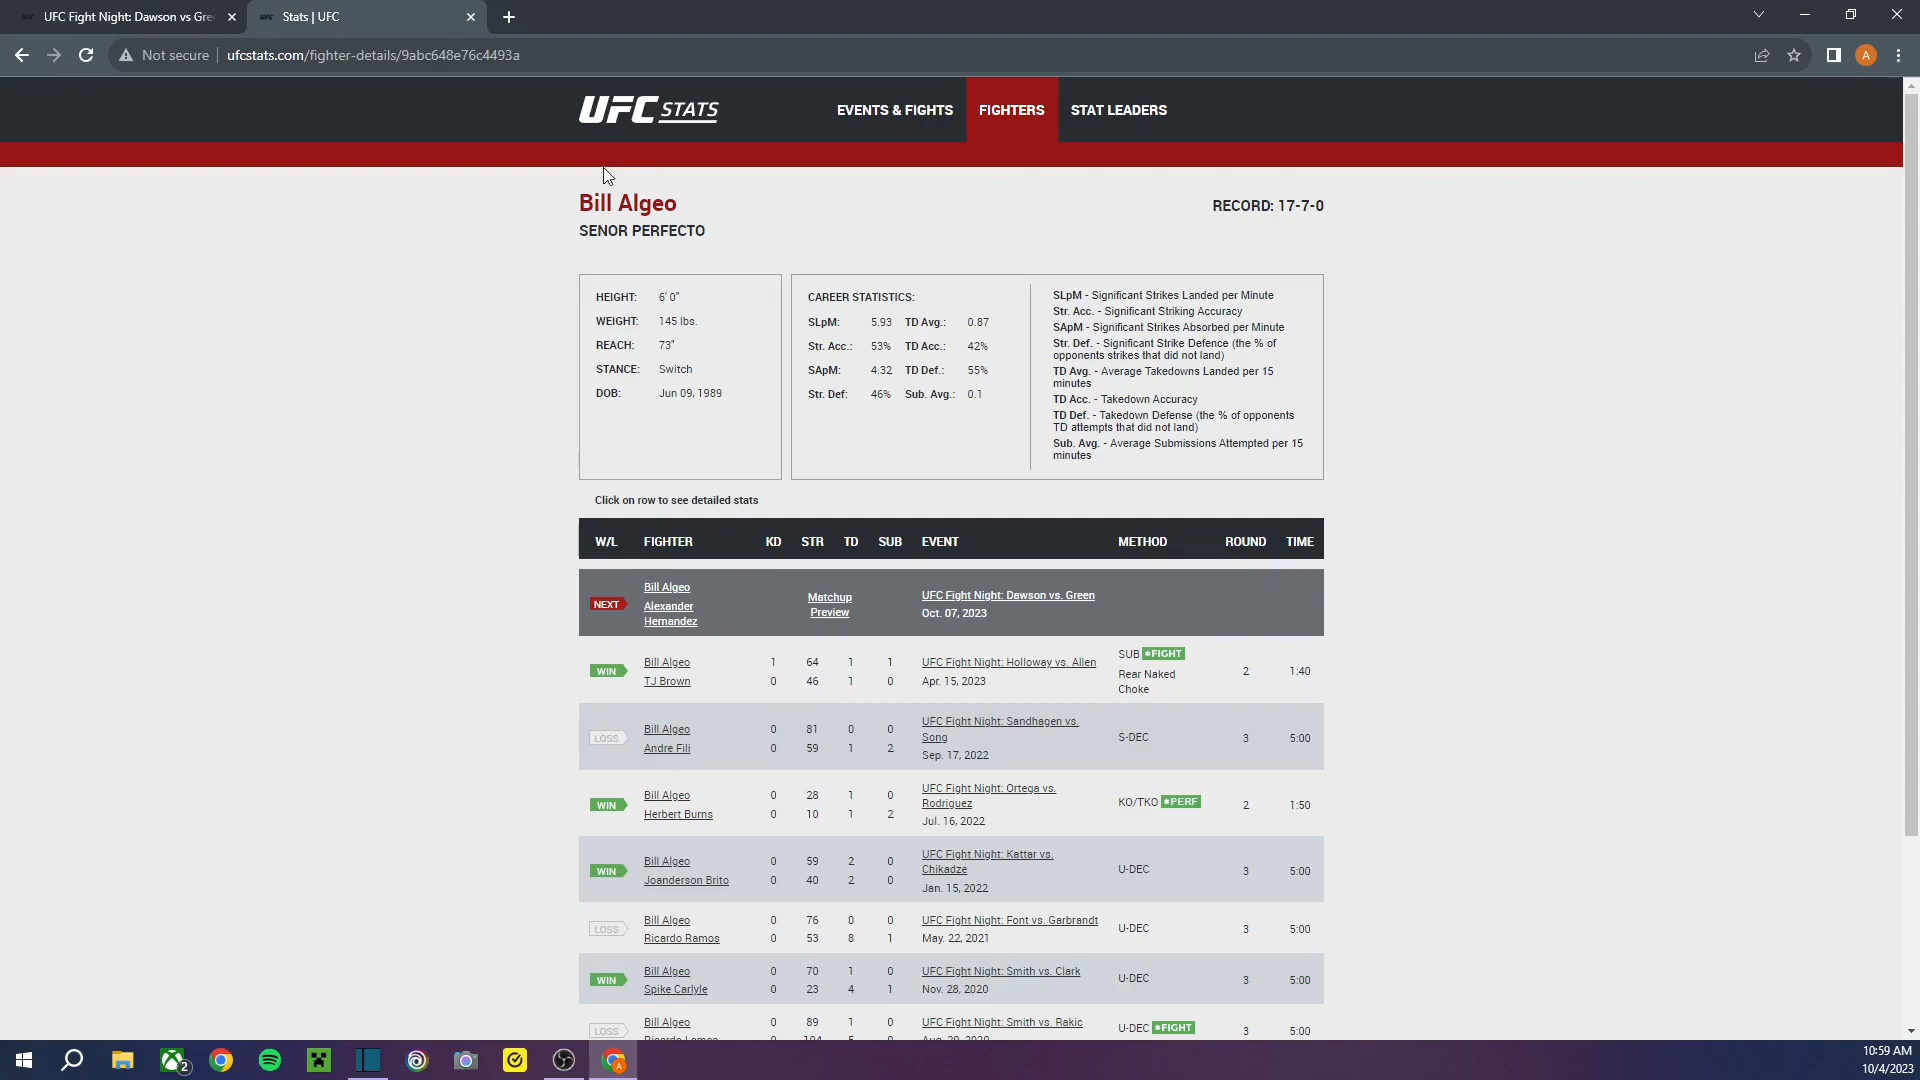 UFC Fight Night: Dawson vs Gre
Stats | UFC
Not secure
ufcstats.com/fighter-details/9abc648e76c4493a
A
UFC STATS
EVENTS & FIGHTS
FIGHTERS
STAT LEADERS
Bill Algeo
RECORD: 17-7-0
SENOR PERFECTO
HEIGHT: 6' 0"
WEIGHT: 145 lbs.
REACH: 73"
STANCE: Switch
DOB: Jun 09, 1989
CAREER STATISTICS:
SLpM: 5.93 TD Avg.: 0.87
Str. Acc.: 53% TD Acc.: 42%
SApM: 4.32 TD Def.: 55%
Str. Def: 46% Sub. Avg.: 0.1
SLpM - Significant Strikes Landed per Minute
Str. Acc. - Significant Striking Accuracy
SApM - Significant Strikes Absorbed per Minute
Str. Def. - Significant Strike Defence (the % of
opponents strikes that did not land)
TD Avg. - Average Takedowns Landed per 15
minutes
TD Acc. - Takedown Accuracy
TD Def. - Takedown Defense (the % of opponents
TD attempts that did not land)
Sub. Avg. - Average Submissions Attempted per 15
minutes
Click on row to see detailed stats
W/L FIGHTER KD STR TD SUB EVENT METHOD ROUND TIME
NEXT
Bill Algeo
Alexander
Hernandez
Matchup
Preview
UFC Fight Night: Dawson vs. Green
Oct. 07, 2023
WIN
Bill Algeo 1 64 1 1 UFC Fight Night: Holloway vs. Allen
TJ Brown 0 46 1 0 Apr. 15, 2023
SUB FIGHT
Rear Naked
Choke
2 1:40
LOSS
Bill Algeo 0 81 0 0
Andre Fili 0 59 1 2
UFC Fight Night: Sandhagen vs.
Song
Sep. 17, 2022
S-DEC 3 5:00
WIN
Bill Algeo 0 28 1 0
Herbert Burns 0 10 1 2
UFC Fight Night: Ortega vs.
Rodriguez
Jul. 16, 2022
KO/TKO PERF 2 1:50
WIN
Bill Algeo 0 59 2 0
Joanderson Brito 0 40 2 0
UFC Fight Night: Kattar vs.
Chikadze
Jan. 15, 2022
U-DEC 3 5:00
LOSS
Bill Algeo 0 76 0 0 UFC Fight Night: Font vs. Garbrandt
Ricardo Ramos 0 53 8 1 May. 22, 2021
U-DEC 3 5:00
WIN
Bill Algeo 0 70 1 0 UFC Fight Night: Smith vs. Clark
Spike Carlyle 0 23 4 1 Nov. 28, 2020
U-DEC 3 5:00
LOSS
Bill Algeo 0 89 1 0 UFC Fight Night: Smith vs. Rakic
U-DEC FIGHT 3 5:00
2
A
10:59 AM
10/4/2023